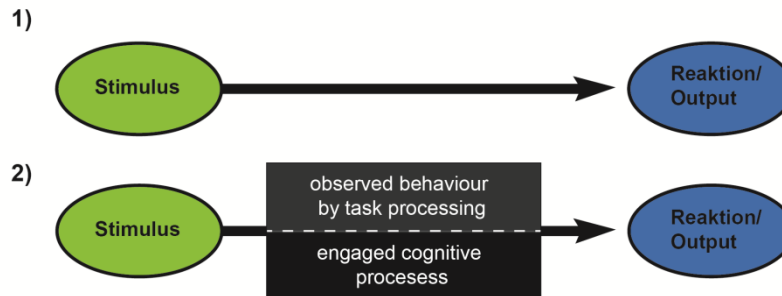 1)
Stimulus
Reaktion/
Output
2)
Stimulus
observed behaviour
by task processing
engaged cognitive
procesess
Reaktion/
Output